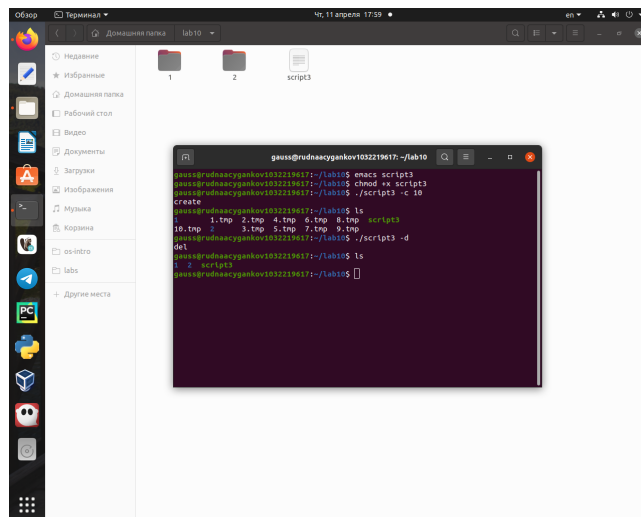 Обзор Терминал Чт, 11 апреля 17:59 en
Домашняя папка lab10
Недавние
Избранные
Домашняя папка
Рабочий стол
Видео
Документы
Загрузки
Изображения
Музыка
Корзина
os-intro
labs
+ Другие места
1 2 script3
gauss@rudnaacygankov1032219617: ~/lab10
gauss@rudnaacygankov1032219617:~/lab10$ emacs script3
gauss@rudnaacygankov1032219617:~/lab10$ chmod +x script3
gauss@rudnaacygankov1032219617:~/lab10$ ./script3 -c 10
create
gauss@rudnaacygankov1032219617:~/lab10$ ls
1 1.tmp 2.tmp 4.tmp 6.tmp 8.tmp script3
10.tmp 2 3.tmp 5.tmp 7.tmp 9.tmp
gauss@rudnaacygankov1032219617:~/lab10$ ./script3 -d
del
gauss@rudnaacygankov1032219617:~/lab10$ ls
1 2 script3
gauss@rudnaacygankov1032219617:~/lab10$
PC